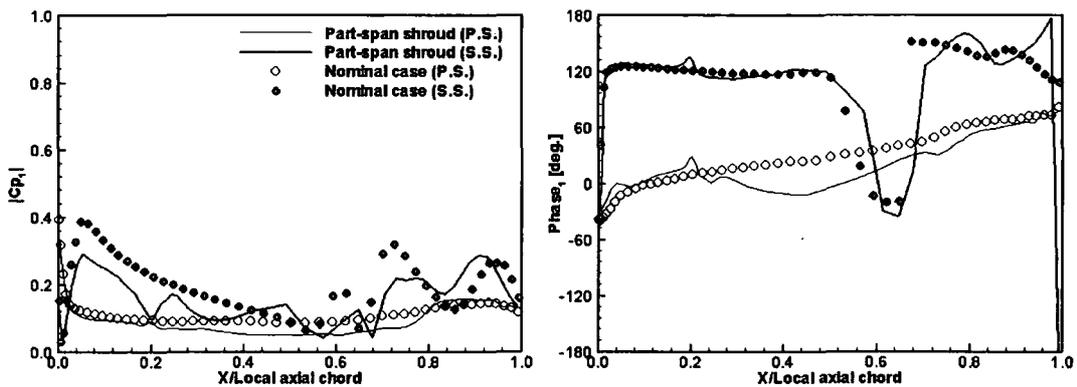 1.0
0.8
0.6
0.4
0.2
0.0
|Cp₁|
Part-span shroud (P.S.)
Part-span shroud (S.S.)
Nominal case (P.S.)
Nominal case (S.S.)
0.0 0.2 0.4 0.6 0.8 1.0
X/Local axial chord
180
120
60
0
-60
-120
-180
Phase₁ [deg.]
0.0 0.2 0.4 0.6 0.8 1.0
X/Local axial chord